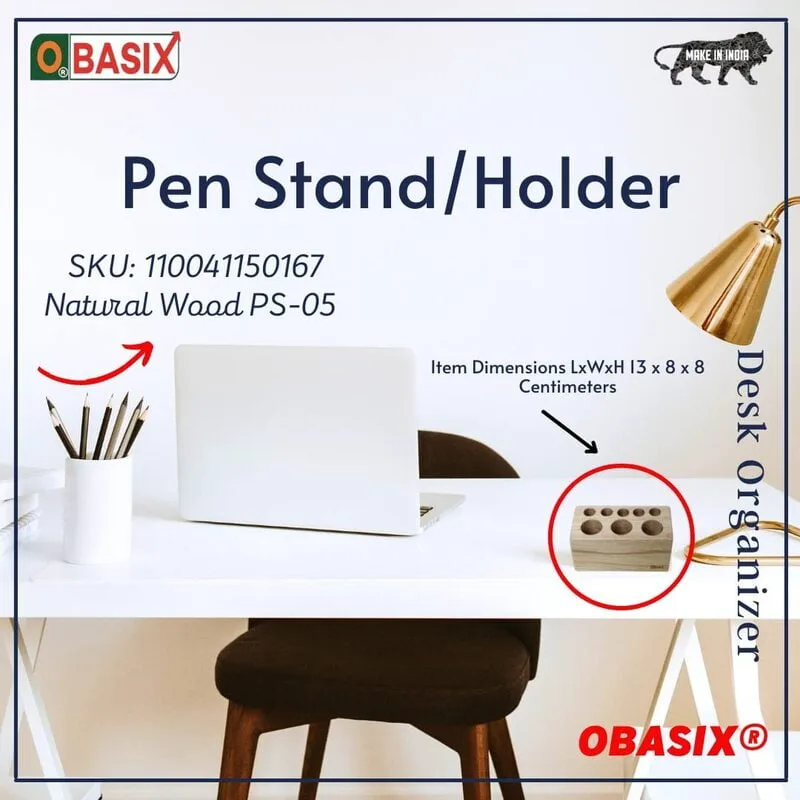 OBASIX®
MAKE IN INDIA
Pen Stand/Holder
SKU: 110041150167
Natural Wood PS-05
Item Dimensions LxWxH 13 x 8 x 8
Centimeters
Desk Organizer
OBASIX®